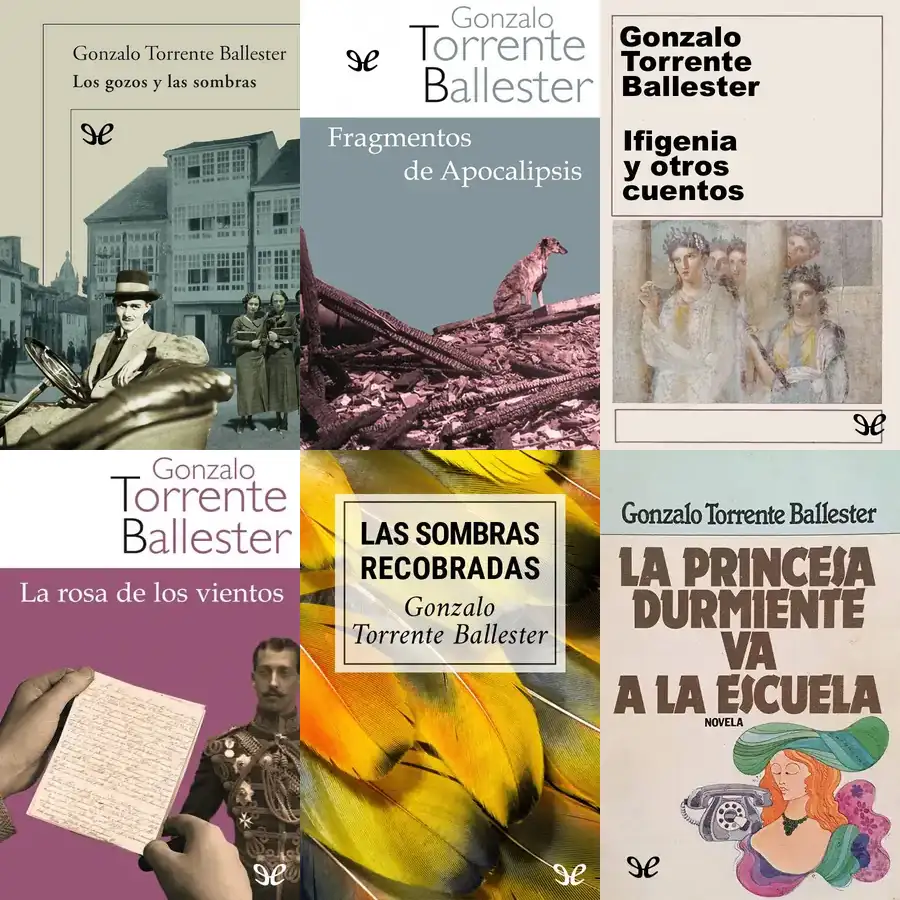 Gonzalo Torrente Ballester
Los gozos y las sombras
Gonzalo
Torrente
Ballester
Fragmentos
de Apocalipsis
Gonzalo
Torrente
Ballester
Ifigenia
y otros
cuentos
Gonzalo
Torrente
Ballester
La rosa de los vientos
LAS SOMBRAS
RECOBRADAS
Gonzalo
Torrente Ballester
Gonzalo Torrente Ballester
LA PRINCESA
DURMIENTE
VA
A LA ESCUELA
NOVELA